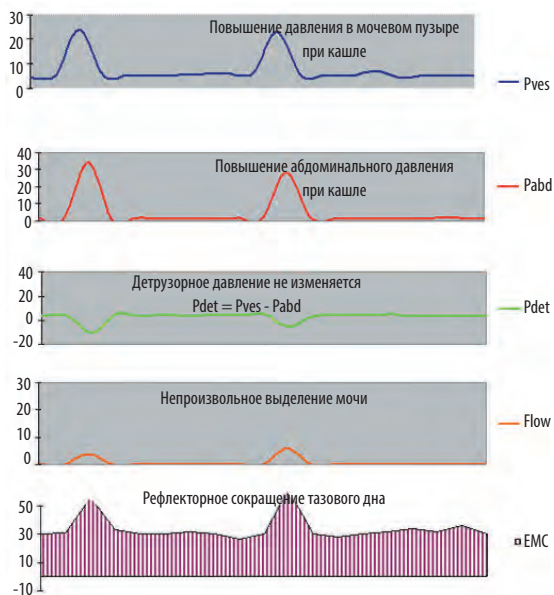 30
Повышение давления в мочевом пузыре
20
при кашле
10
0
Pves
40
30
Повышение абдоминального давления
20
при кашле
10
0
Pabd
40
Детрузорное давление не изменяется
20
Pdet = Pves - Pabd
0
-20
Pdet
30
Непроизвольное выделение мочи
20
10
0
Flow
Рефлекторное сокращение тазового дна
50
30
10
-10
EMC